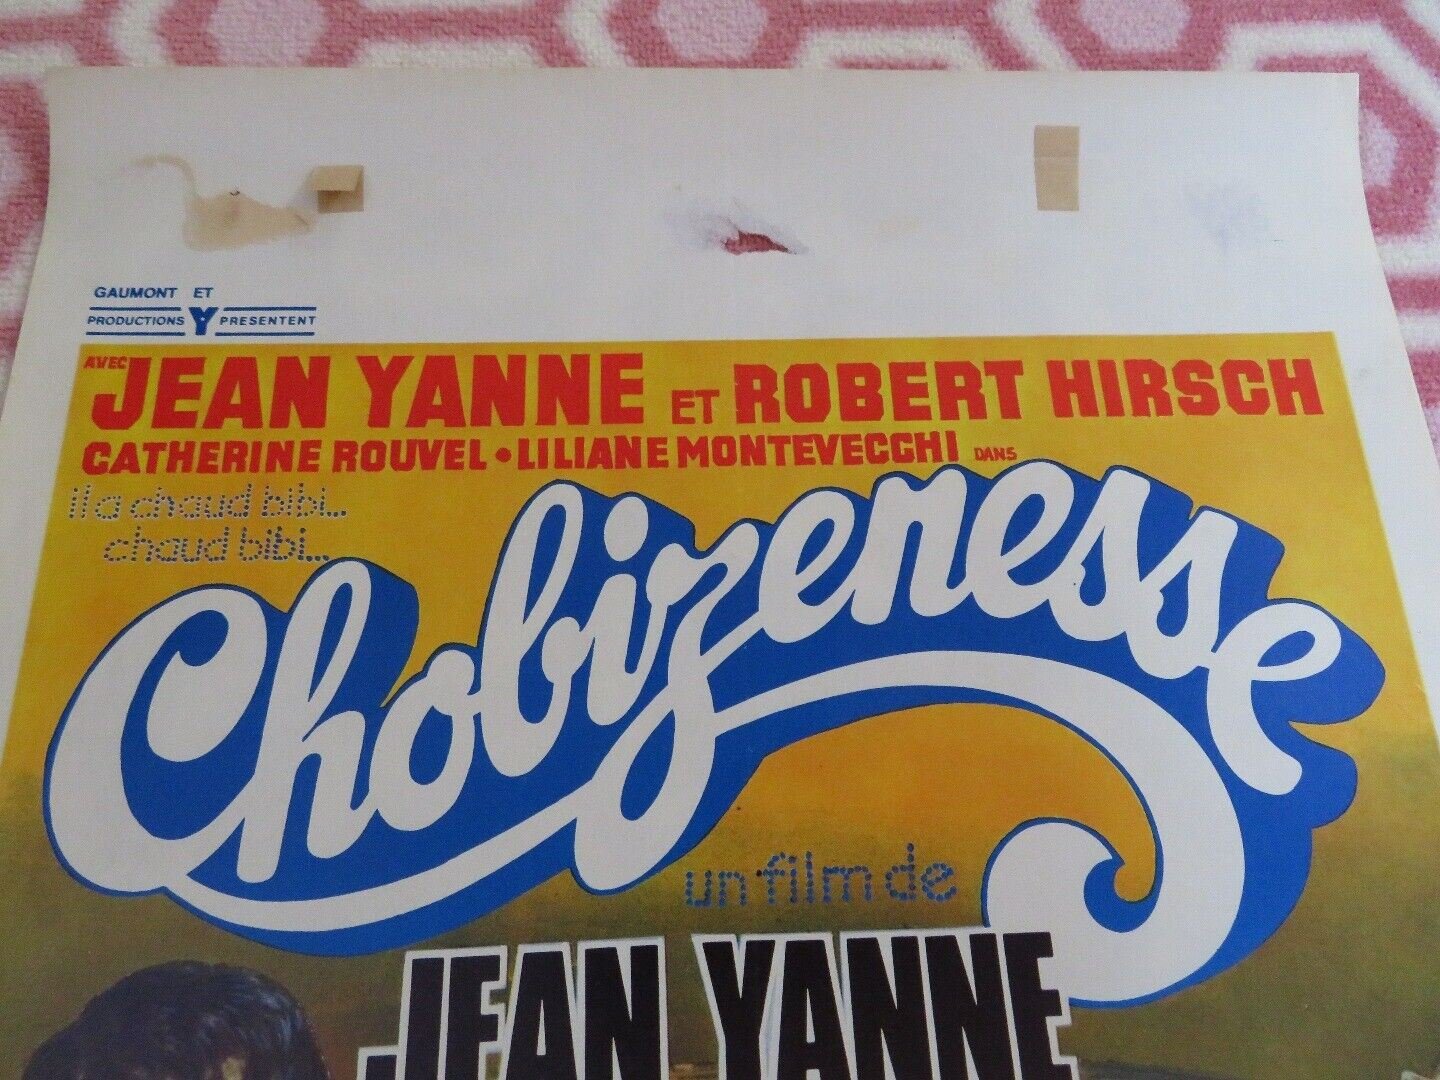 GAUMONT ET
PRODUCTIONS Y PRESENTENT
AVEC JEAN YANNE ET ROBERT HIRSCH
CATHERINE ROUVEL • LILIANE MONTEVECCHI DANS
il a chaud bibi...
chaud bibi...
Chobizenesse
un film de
JEAN YANNE